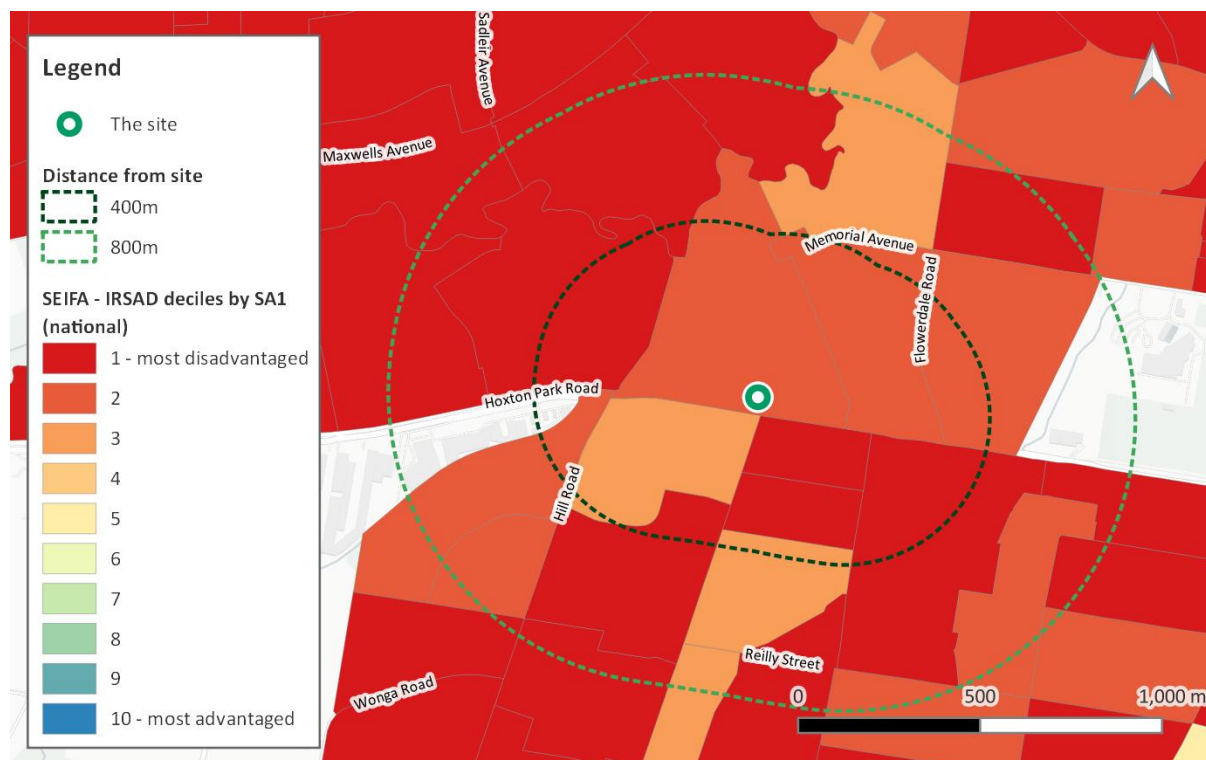 Legend
The site
Distance from site
400m
800m
SEIFA - IRSAD deciles by SA1
(national)
1 - most disadvantaged
2
3
4
5
6
7
8
9
10 - most advantaged
Sadleir Avenue
Maxwells Avenue
Memorial Avenue
Flowerdale Road
Hoxton Park Road
Hill Road
Reilly Street
Wonga Road
0 500 1,000 m